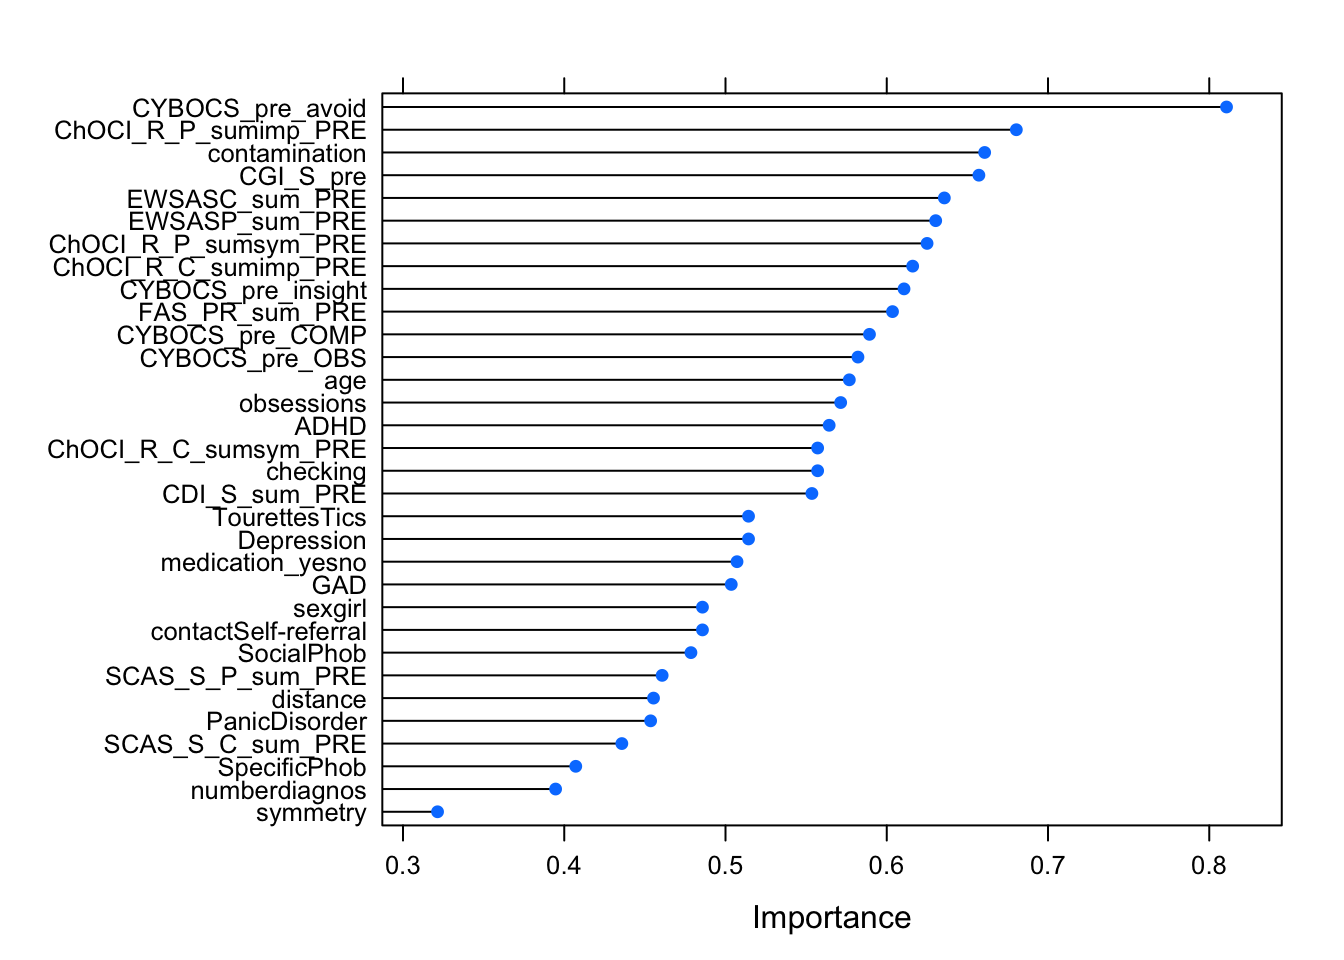 CYBOCS_pre_avoid
ChOCI_R_P_sumimp_PRE
contamination
CGI_S_pre
EWSASC_sum_PRE
EWSASP_sum_PRE
ChOCI_R_P_sumsym_PRE
ChOCI_R_C_sumimp_PRE
CYBOCS_pre_insight
FAS_PR_sum_PRE
CYBOCS_pre_COMP
CYBOCS_pre_OBS
age
obsessions
ADHD
ChOCI_R_C_sumsym_PRE
checking
CDI_S_sum_PRE
TourettesTics
Depression
medication_yesno
GAD
sexgirl
contactSelf-referral
SocialPhob
SCAS_S_P_sum_PRE
distance
PanicDisorder
SCAS_S_C_sum_PRE
SpecificPhob
numberdiagnos
symmetry
0.3 0.4 0.5 0.6 0.7 0.8
Importance